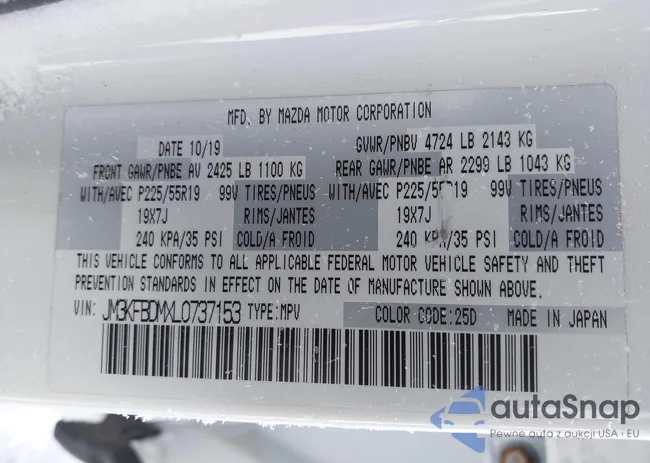 MFD. BY MAZDA MOTOR CORPORATION
DATE 10/19 GVWR/PNBV 4724 LB 2143 KG
FRONT GAWR/PNBE AV 2425 LB 1100 KG REAR GAWR/PNBE AR 2299 LB 1043 KG
WITH/AVEC P225/55R19 99V TIRES/PNEUS WITH/AVEC P225/55R19 99V TIRES/PNEUS
19X7J RIMS/JANTES 19X7J RIMS/JANTES
240 KPA/35 PSI COLD/A FROID 240 KPA/35 PSI COLD/A FROID
THIS VEHICLE CONFORMS TO ALL APPLICABLE FEDERAL MOTOR VEHICLE SAFETY AND THEFT
PREVENTION STANDARDS IN EFFECT ON THE DATE OF MANUFACTURE SHOWN ABOVE.
VIN: JM3KFBDMXL0737153 TYPE: MPV COLOR CODE: 25D MADE IN JAPAN
autoSnap
Pewne auta z aukcji USA i EU